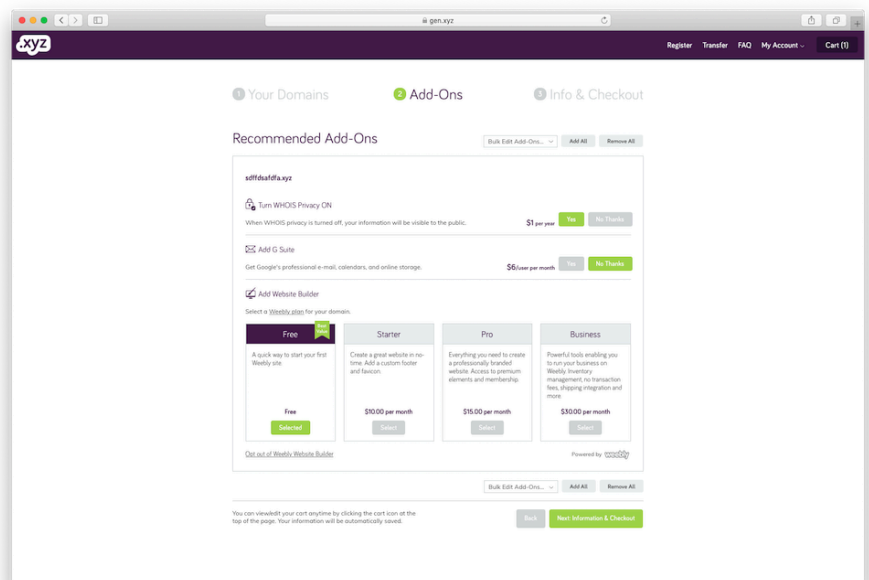 gen.xyz
.xyz
Register Transfer FAQ My Account Cart (1)
1 Your Domains 2 Add-Ons 3 Info & Checkout
Recommended Add-Ons
Bulk Edit Add-Ons... Add All Remove All
sdffdsafdfa.xyz
Turn WHOIS Privacy ON
When WHOIS privacy is turned off, your information will be visible to the public. $1 per year Yes No Thanks
Add G Suite
Get Google's professional e-mail, calendars, and online storage. $6/user per month Yes No Thanks
Add Website Builder
Select a Weebly plan for your domain.
Free Best Value Starter Pro Business
A quick way to start your first Create a great website in no- Everything you need to create Powerful tools enabling you
Weebly site time. Add a custom footer a professionally branded to run your business on
and favicon. website. Access to premium Weebly. Inventory
elements and membership. management, no transaction
fees, shipping integration and
more.
Free $10.00 per month $15.00 per month $30.00 per month
Selected Select Select Select
Opt out of Weebly Website Builder Powered by weebly
Bulk Edit Add-Ons... Add All Remove All
You can view/edit your cart anytime by clicking the cart icon at the
top of the page. Your information will be automatically saved.
Back Next: Information & Checkout